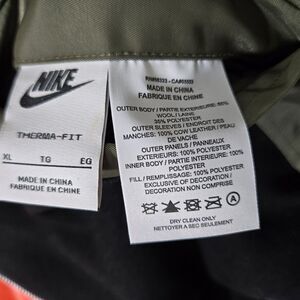 NIKE
THERMA-FIT
XL TG EG
MADE IN CHINA
FABRIQUE EN CHINE
MADE IN CHINA
FABRIQUE EN CHINE
OUTER BODY / PARTIE EXTERIEURE: 65%
WOOL / LAINE
35% POLYESTER
OUTER SLEEVES / ENDROIT DES
MANCHES: 100% COW LEATHER / PEAU
DE VACHE
OUTER PANELS / PANNEAUX
EXTERIEURS: 100% POLYESTER
INNER BODY / PARTIE INTERIEURE: 100%
POLYESTER
FILL / REMPLISSAGE: 100% POLYESTER
EXCLUSIVE OF DECORATION /
DECORATION NON COMPRISE
DRY CLEAN ONLY
NETTOYER A SEC SEULEMENT